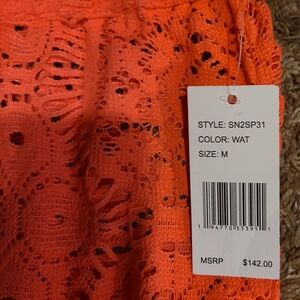 STYLE: SN2SP31
COLOR: WAT
SIZE: M
MSRP $142.00